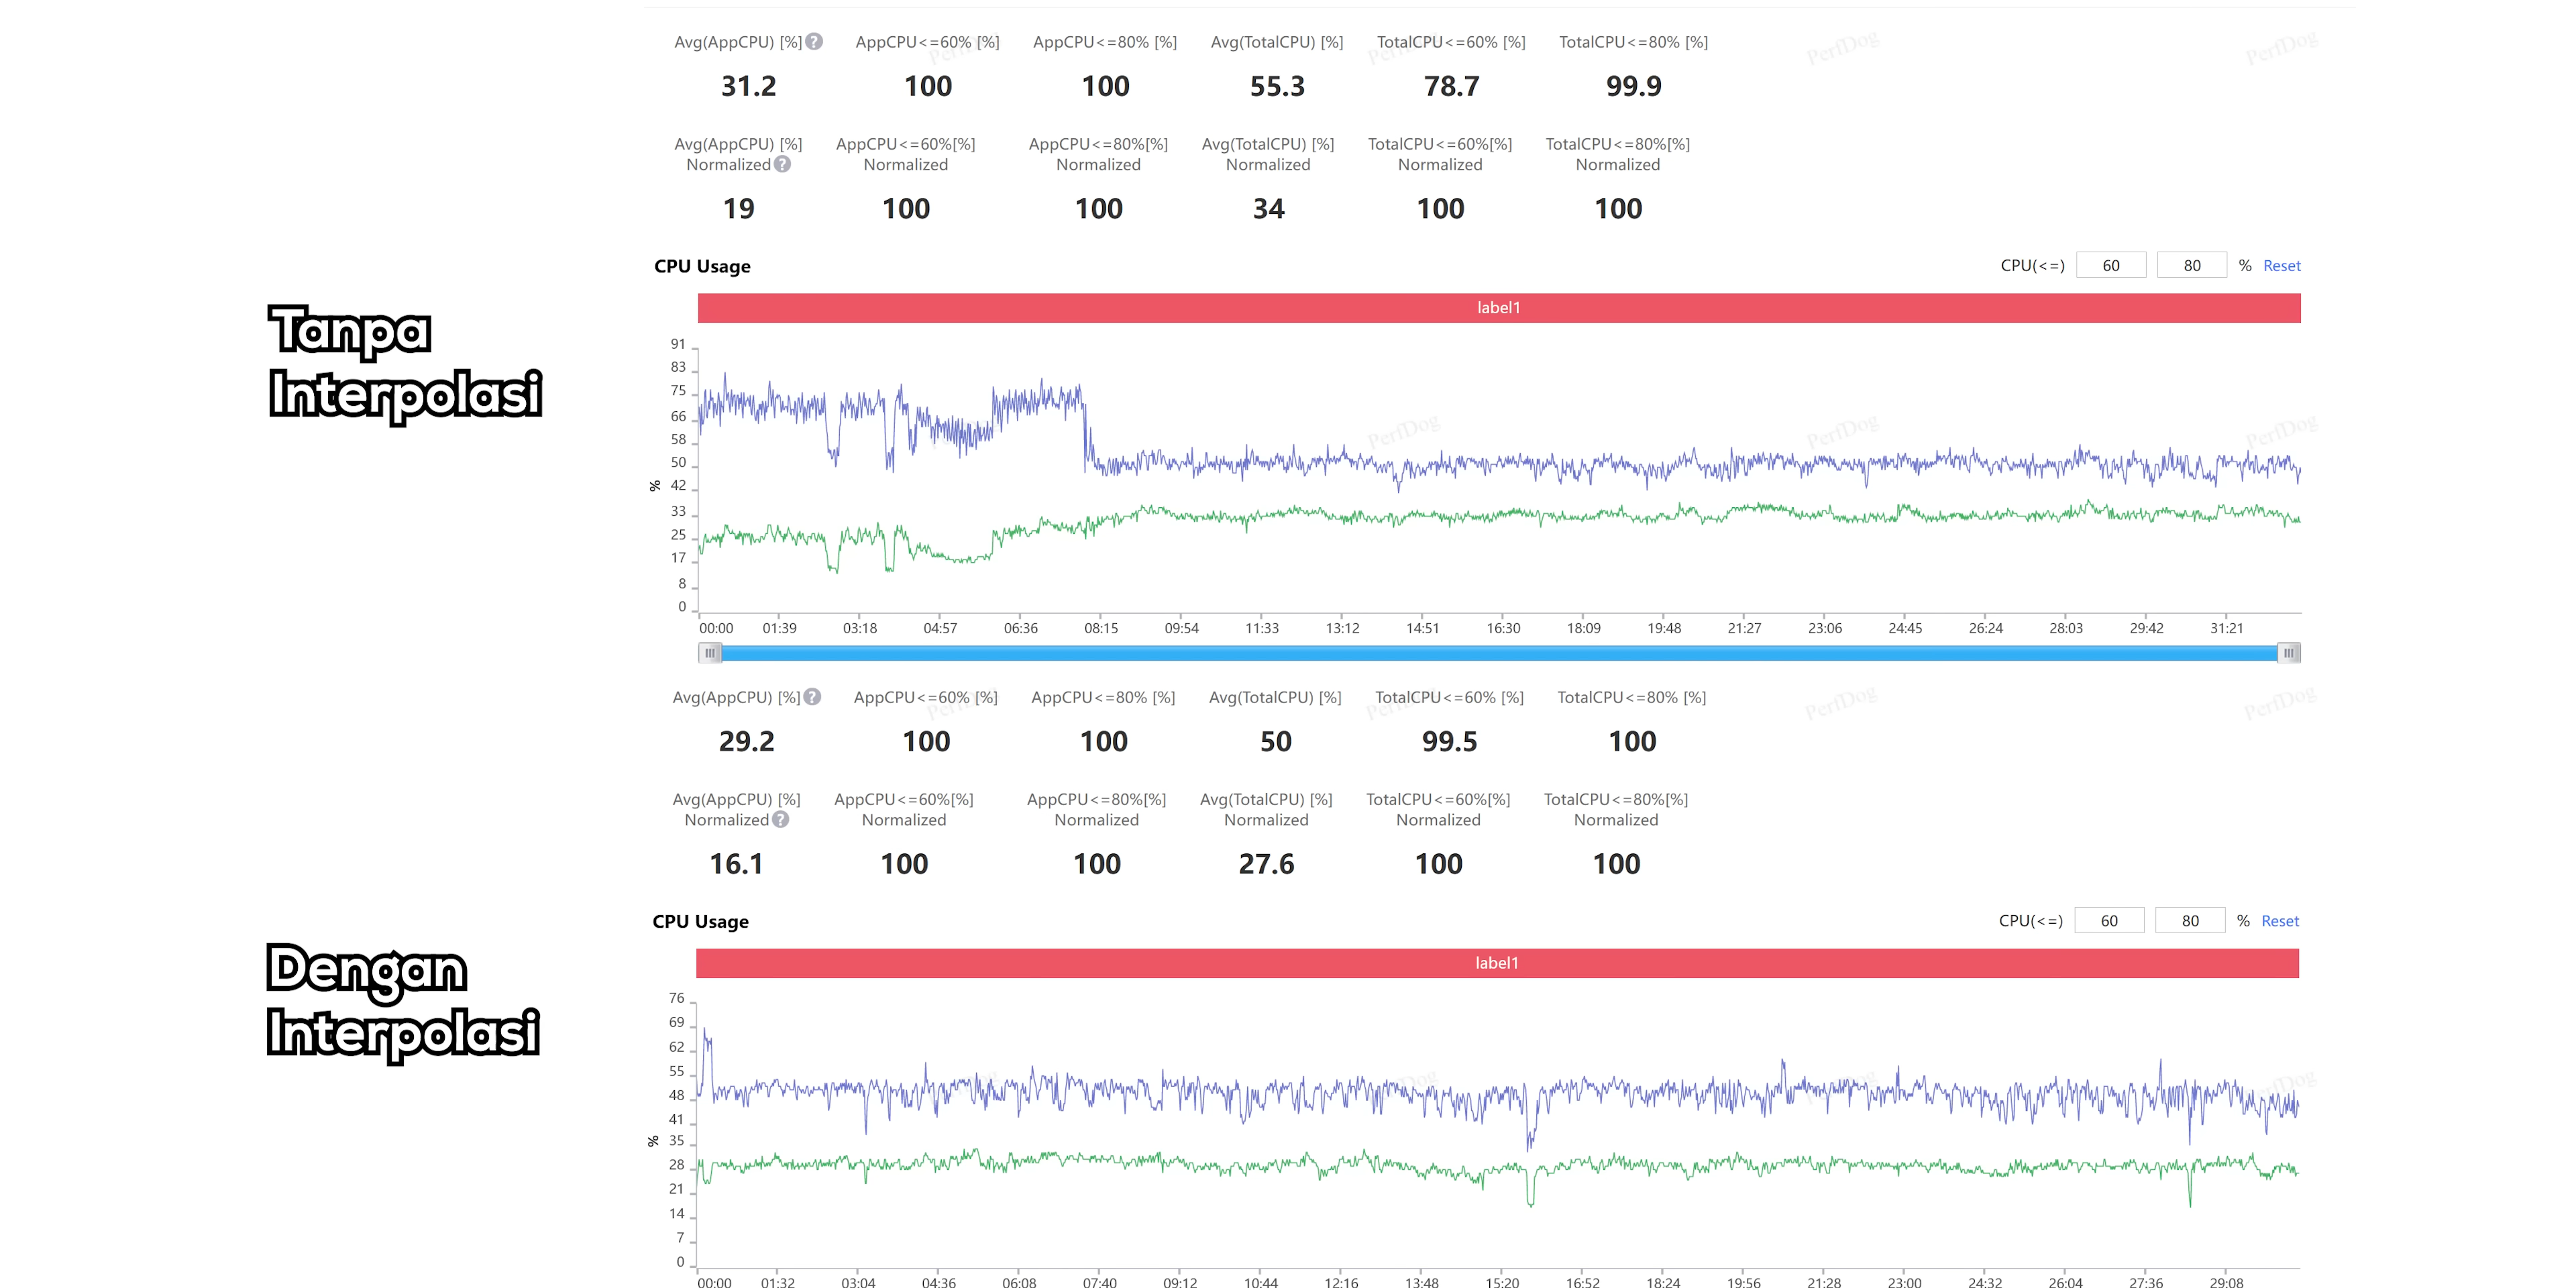 Avg(AppCPU) [%] ? AppCPU<=60% [%] AppCPU<=80% [%] Avg(TotalCPU) [%] TotalCPU<=60% [%] TotalCPU<=80% [%]
PerfDog PerfDog PerfDog PerfDog
31.2 100 100 55.3 78.7 99.9
Avg(AppCPU) [%] AppCPU<=60%[%] AppCPU<=80%[%] Avg(TotalCPU) [%] TotalCPU<=60%[%] TotalCPU<=80%[%]
Normalized ? Normalized Normalized Normalized Normalized Normalized
19 100 100 34 100 100
CPU Usage CPU(<=) 60 80 % Reset
label1
Tanpa
Interpolasi
91
83
75
66
58
PerfDog PerfDog PerfDog
50
%
42
33
25
17
8
0
00:00 01:39 03:18 04:57 06:36 08:15 09:54 11:33 13:12 14:51 16:30 18:09 19:48 21:27 23:06 24:45 26:24 28:03 29:42 31:21
Avg(AppCPU) [%] ? AppCPU<=60% [%] AppCPU<=80% [%] Avg(TotalCPU) [%] TotalCPU<=60% [%] TotalCPU<=80% [%]
PerfDog PerfDog PerfDog PerfDog
29.2 100 100 50 99.5 100
Avg(AppCPU) [%] AppCPU<=60%[%] AppCPU<=80%[%] Avg(TotalCPU) [%] TotalCPU<=60%[%] TotalCPU<=80%[%]
Normalized ? Normalized Normalized Normalized Normalized Normalized
16.1 100 100 27.6 100 100
CPU Usage CPU(<=) 60 80 % Reset
label1
Dengan
Interpolasi
76
69
62
55
48
41
%
35
28
21
14
7
0
00:00 01:32 03:04 04:36 06:08 07:40 09:12 10:44 12:16 13:48 15:20 16:52 18:24 19:56 21:28 23:00 24:32 26:04 27:36 29:08